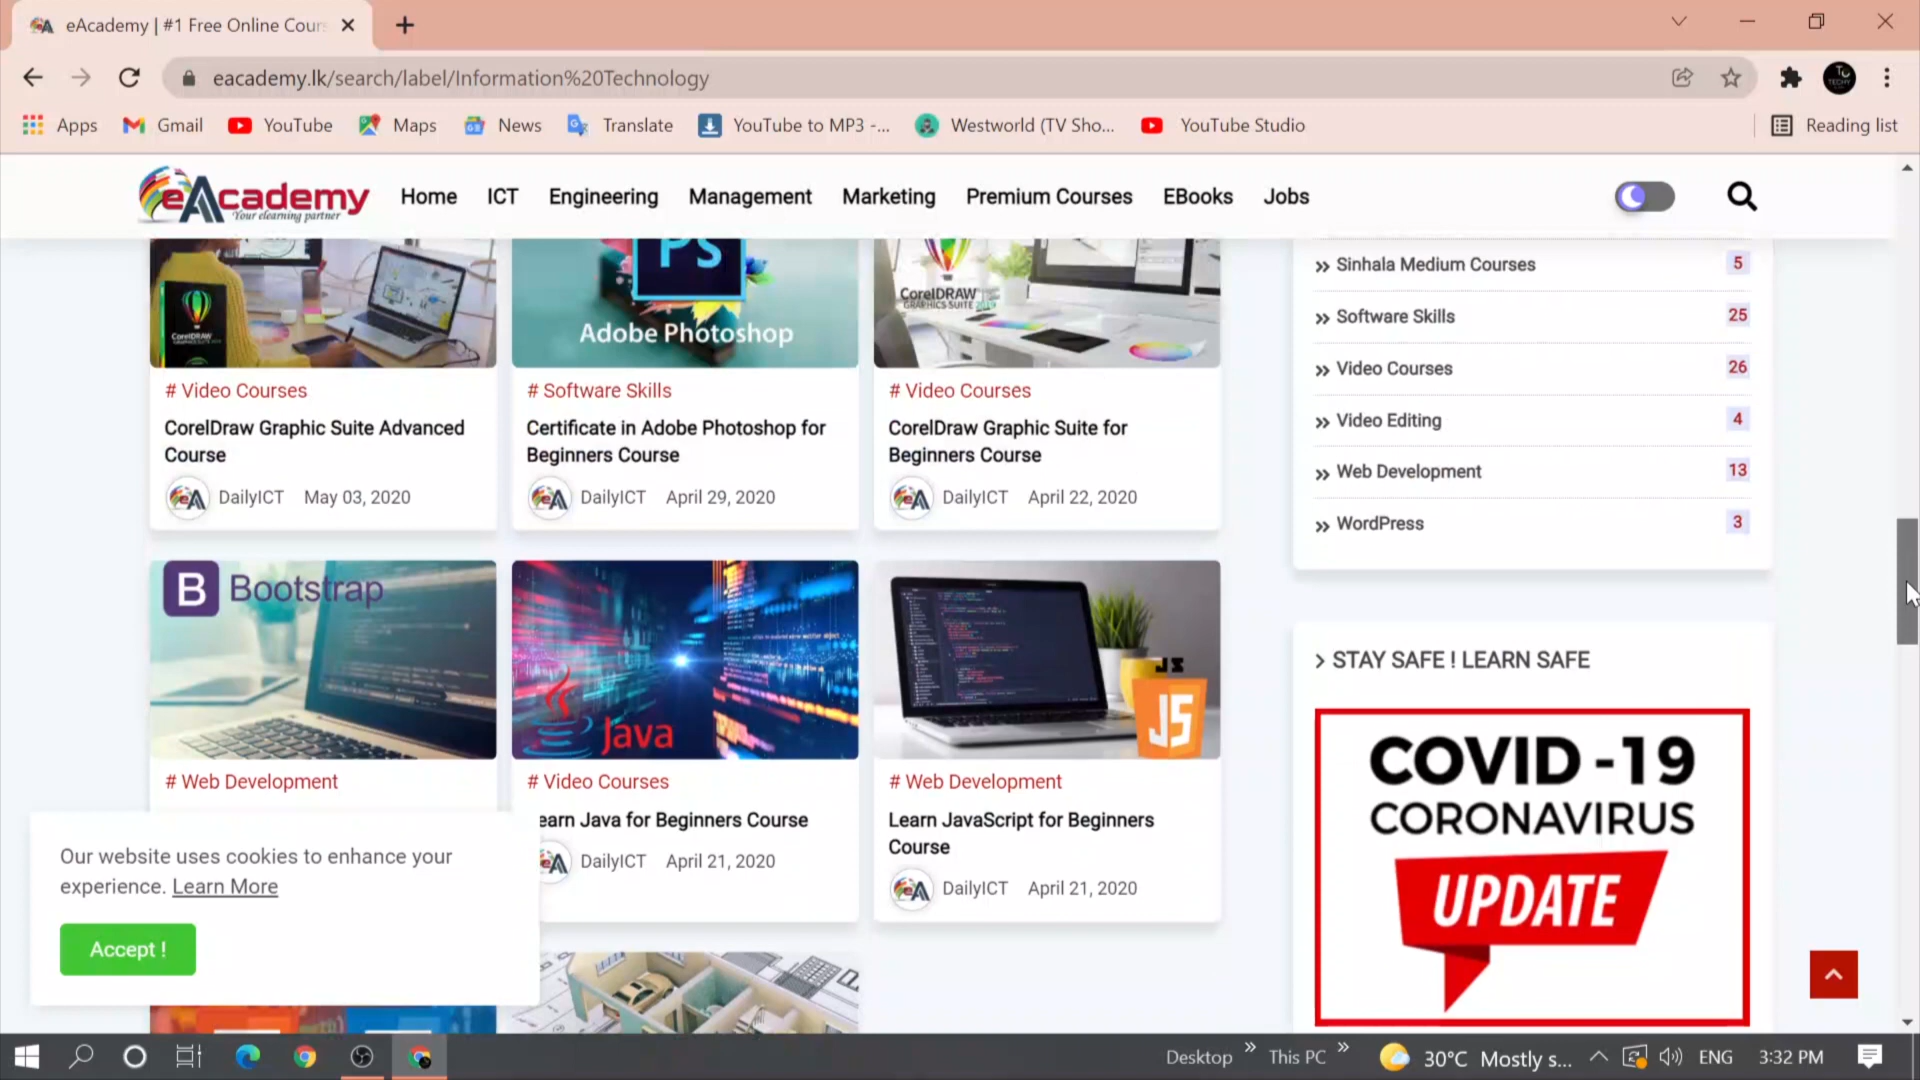 eAcademy | #1 Free Online Cour
eacademy.lk/search/label/Information%20Technology
Apps
Gmail
YouTube
Maps
News
Translate
YouTube to MP3 -...
Westworld (TV Sho...
YouTube Studio
Reading list
eAcademy
Your elearning partner
Home
ICT
Engineering
Management
Marketing
Premium Courses
EBooks
Jobs
CorelDRAW
PS
Adobe Photoshop
CorelDRAW
GRAPHICS SUITE 2019
# Video Courses
CorelDraw Graphic Suite Advanced
Course
DailyICT May 03, 2020
# Software Skills
Certificate in Adobe Photoshop for
Beginners Course
DailyICT April 29, 2020
# Video Courses
CorelDraw Graphic Suite for
Beginners Course
DailyICT April 22, 2020
Sinhala Medium Courses 5
Software Skills 25
Video Courses 26
Video Editing 4
Web Development 13
WordPress 3
B Bootstrap
Java
JS
JS
# Web Development
# Video Courses
earn Java for Beginners Course
DailyICT April 21, 2020
# Web Development
Learn JavaScript for Beginners
Course
DailyICT April 21, 2020
> STAY SAFE ! LEARN SAFE
COVID -19
CORONAVIRUS
UPDATE
Our website uses cookies to enhance your
experience. Learn More
Accept !
Desktop
This PC
30°C Mostly s...
ENG
3:32 PM